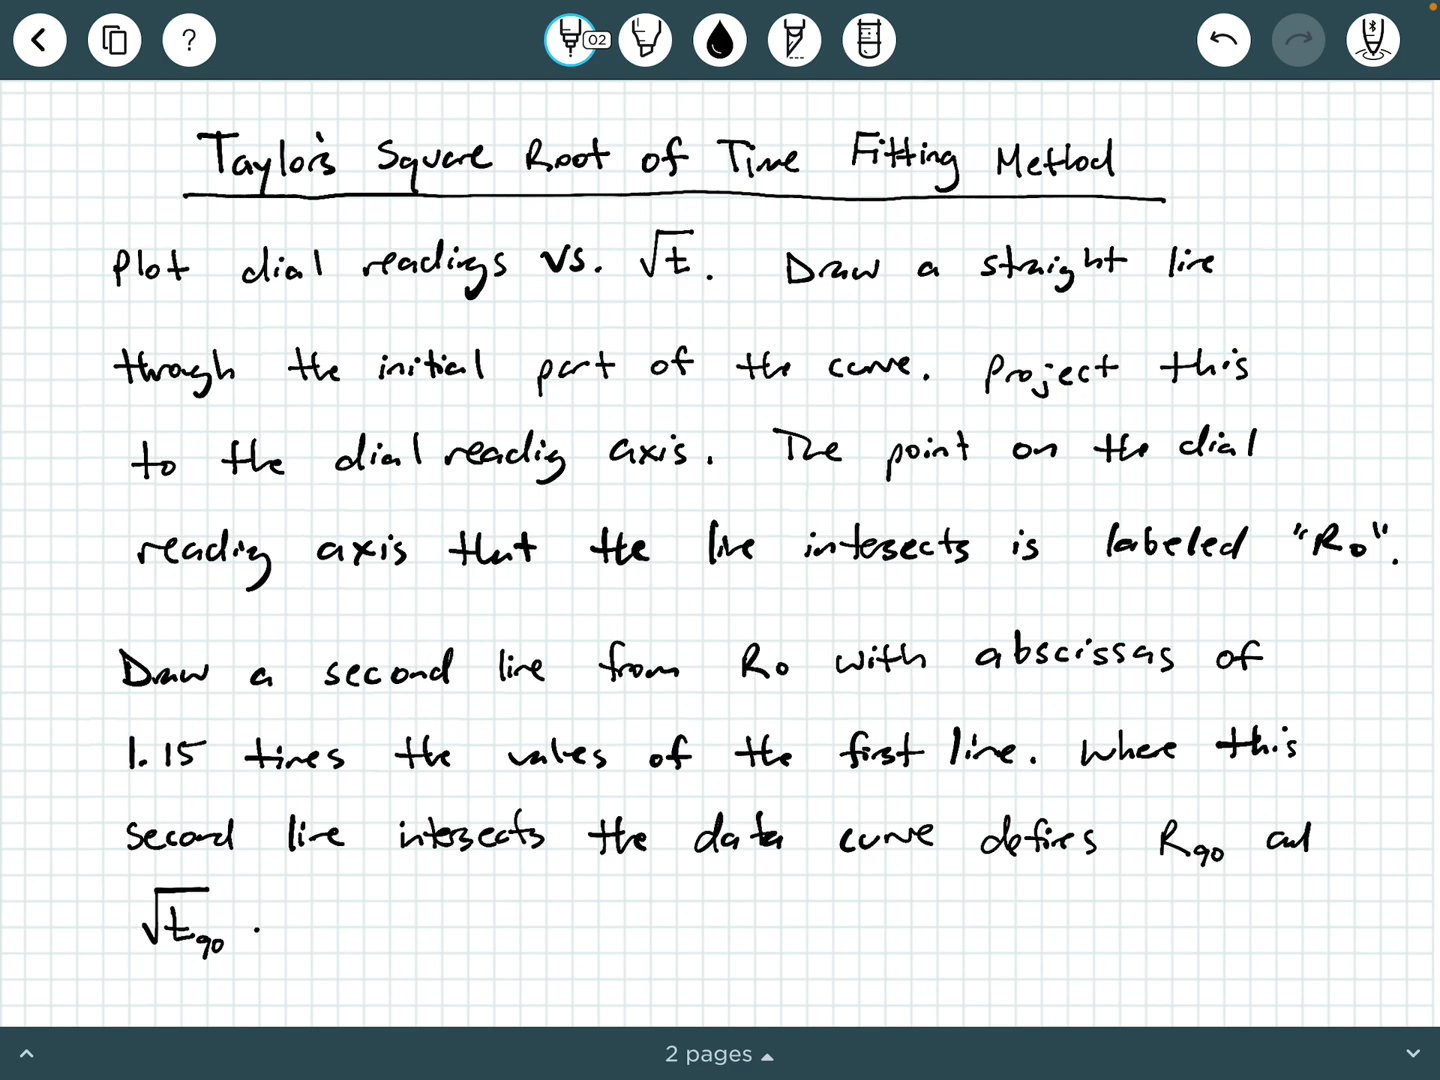 02
Taylor's Square Root of Time Fitting Method
Plot dial readings vs. √t. Draw a straight line
through the initial part of the curve. Project this
to the dial reading axis. The point on the dial
reading axis that the line intersects is labeled "R₀".
Draw a second line from R₀ with abscissas of
1.15 times the values of the first line. Where this
second line intersects the data curve defines R₉₀ and
√t₉₀.
2 pages